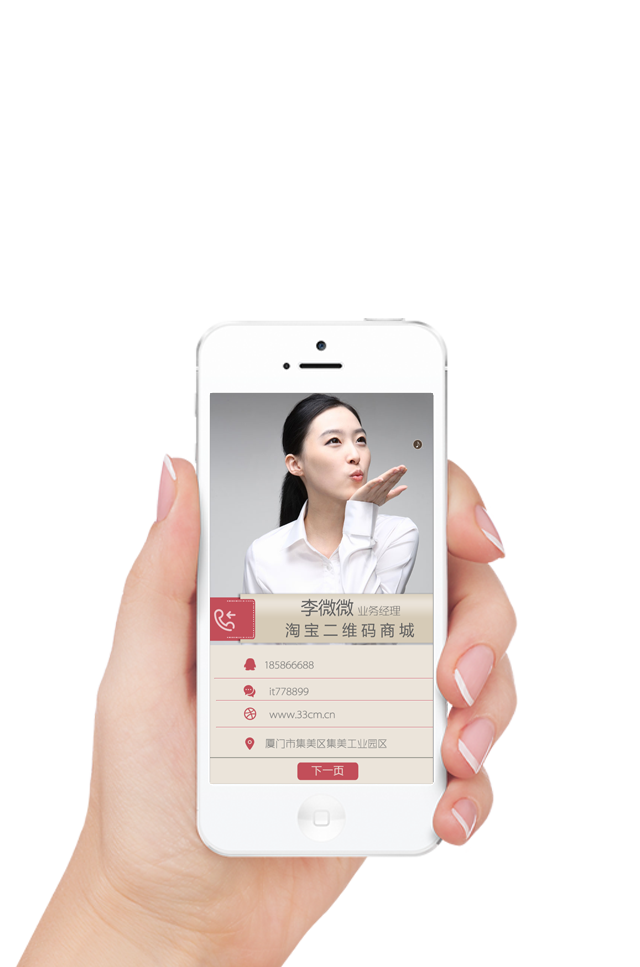 李微微 业务经理
淘宝二维码商城
185866688
it778899
www.33cm.cn
厦门市集美区集美工业园区
下一页